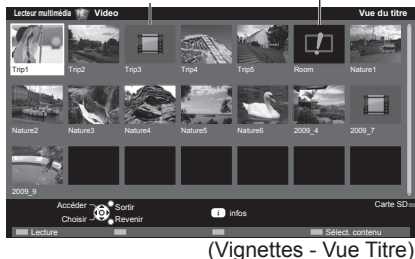 Lecteur multimédia Video Vue du titre
Trip1 Trip2 Trip3 Trip4 Trip5 Room Nature1
Nature2 Nature3 Nature4 Nature5 Nature6 2009_4 2009_7
2009_9
Accéder Sortir Carte SD
Choisir Revenir i infos
Lecture Sélect. contenu
(Vignettes - Vue Titre)